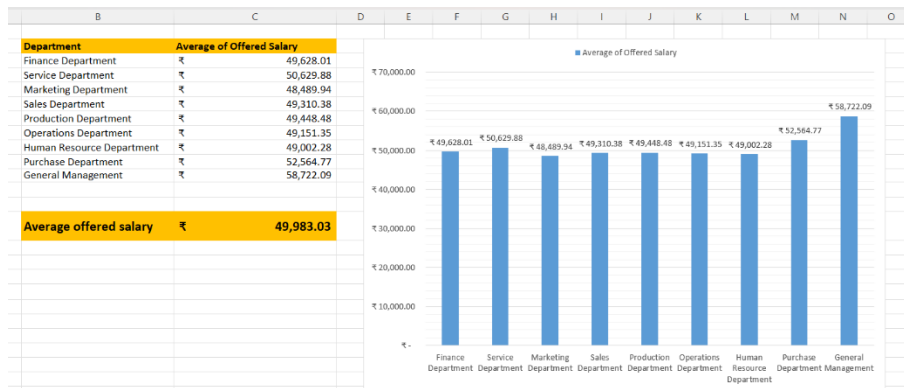 B C D E F G H I J K L M N O
Department Average of Offered Salary
Finance Department ₹ 49,628.01
Service Department ₹ 50,629.88
Marketing Department ₹ 48,489.94
Sales Department ₹ 49,310.38
Production Department ₹ 49,448.48
Operations Department ₹ 49,151.35
Human Resource Department ₹ 49,002.28
Purchase Department ₹ 52,564.77
General Management ₹ 58,722.09
Average offered salary ₹ 49,983.03
Average of Offered Salary
₹ 70,000.00
₹ 60,000.00
₹ 50,000.00
₹ 40,000.00
₹ 30,000.00
₹ 20,000.00
₹ 10,000.00
₹ -
₹ 49,628.01 ₹ 50,629.88 ₹ 48,489.94 ₹ 49,310.38 ₹ 49,448.48 ₹ 49,151.35 ₹ 49,002.28 ₹ 52,564.77 ₹ 58,722.09
Finance Service Marketing Sales Production Operations Human Purchase General
Department Department Department Department Department Department Resource Department Management
Department